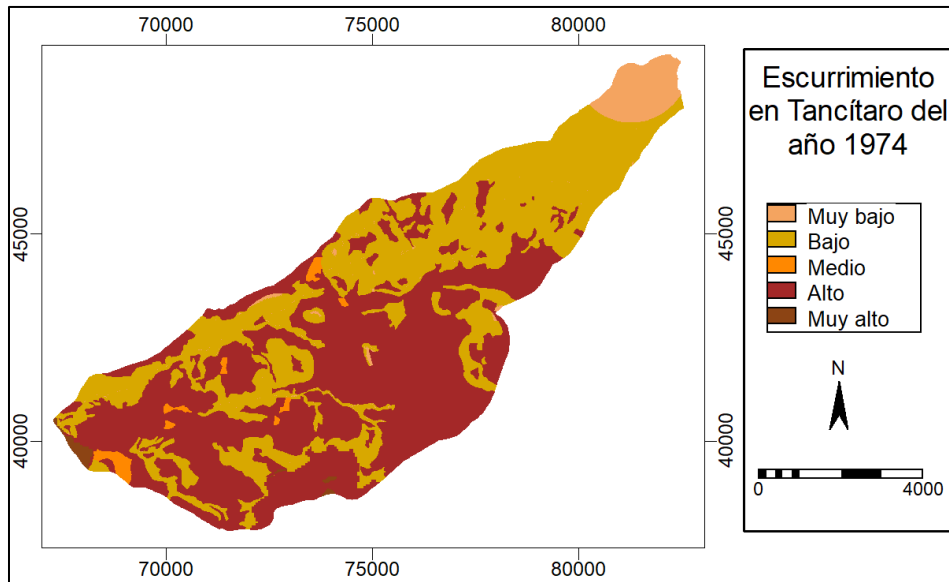 70000 75000 80000
45000 45000
40000 40000
70000 75000 80000
Escurrimiento
en Tancítaro del
año 1974
Muy bajo
Bajo
Medio
Alto
Muy alto
N
0 4000